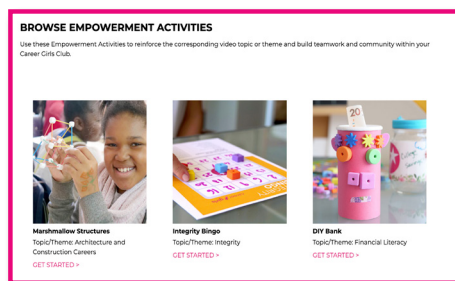 BROWSE EMPOWERMENT ACTIVITIES
Use these Empowerment Activities to reinforce the corresponding video topic or theme and build teamwork and community within your
Career Girls Club.
20
Marshmallow Structures
Topic/Theme: Architecture and
Construction Careers
GET STARTED >
Integrity Bingo
Topic/Theme: Integrity
GET STARTED >
DIY Bank
Topic/Theme: Financial Literacy
GET STARTED >